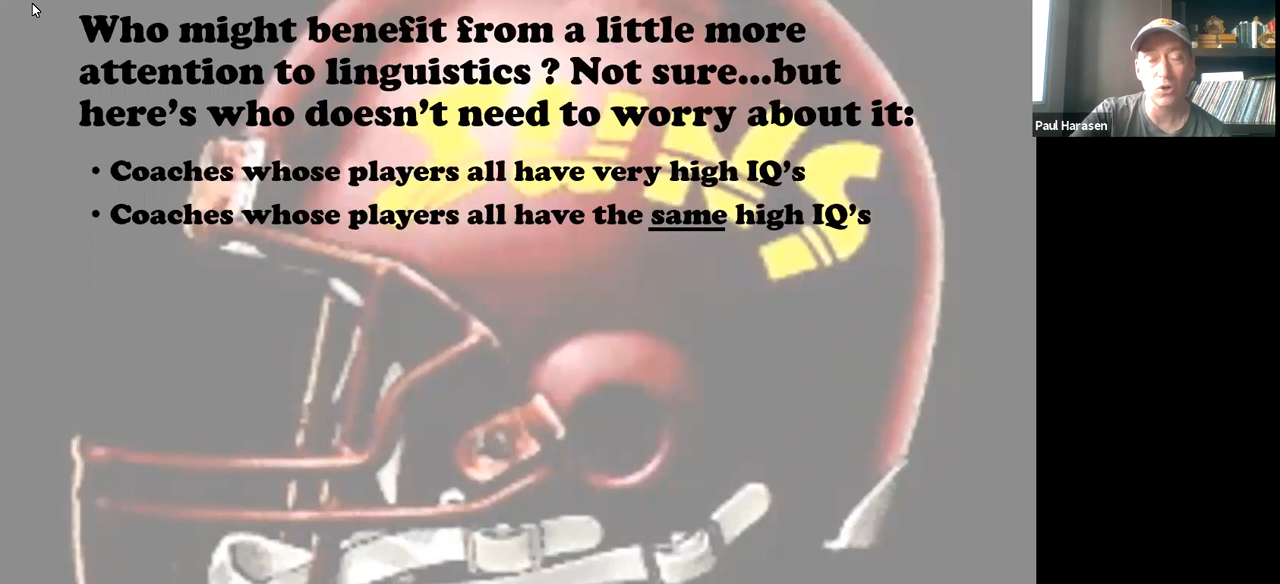 Who might benefit from a little more
attention to linguistics ? Not sure...but
here's who doesn't need to worry about it:
• Coaches whose players all have very high IQ's
• Coaches whose players all have the same high IQ's
Paul Harasen